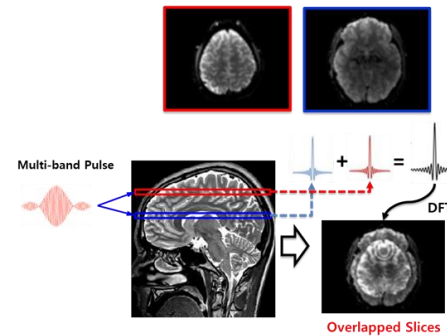 Multi-band Pulse
+
=
DFT
Overlapped Slices